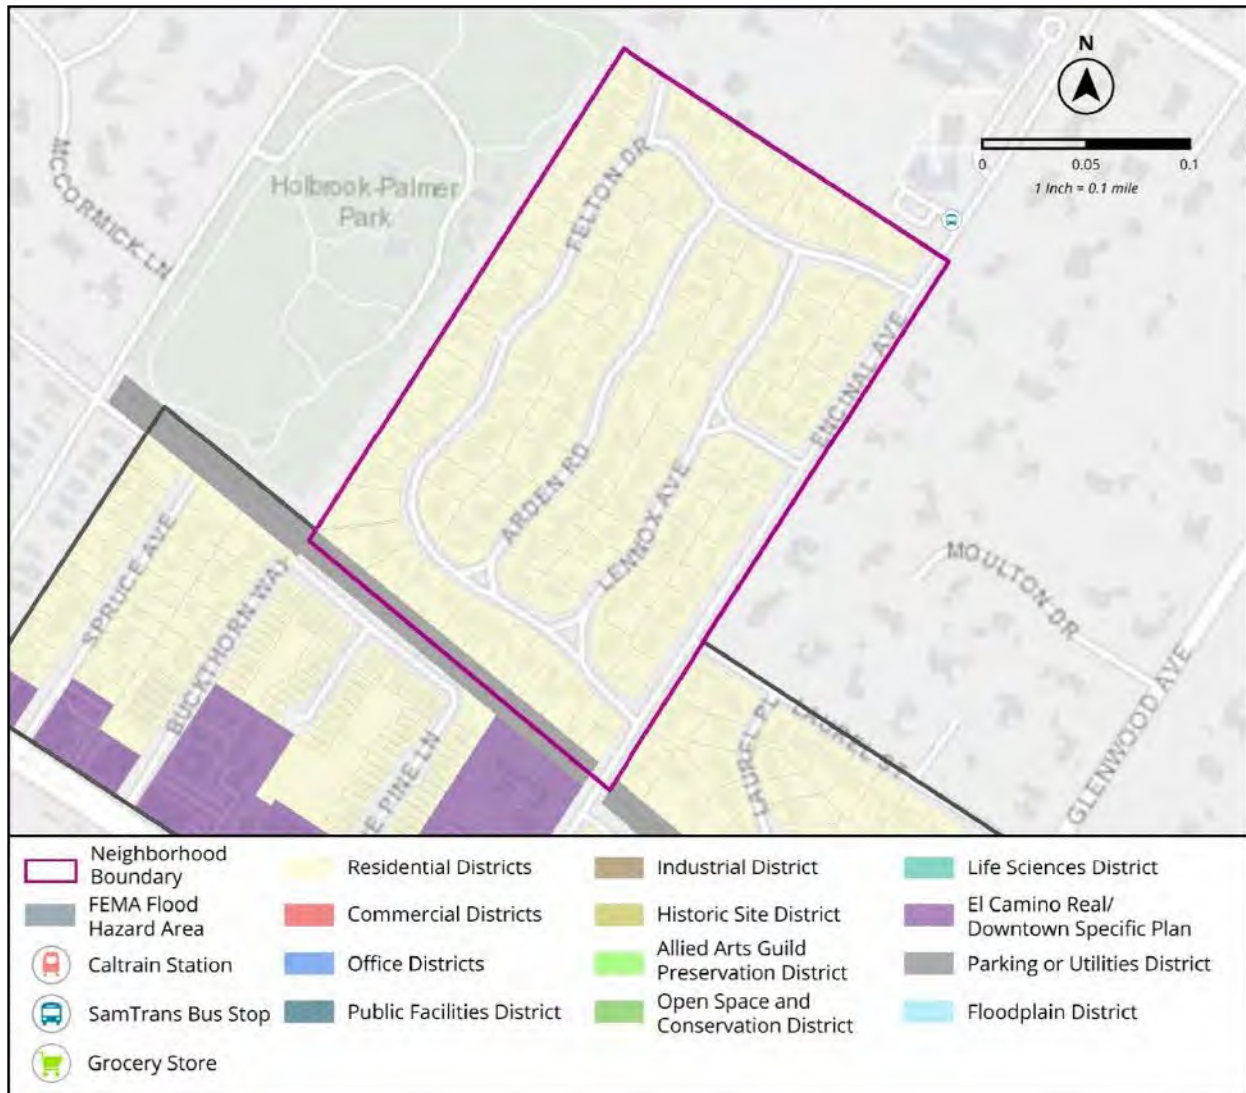 N
0
0.05
0.1
1 Inch = 0.1 mile
MCCORMICK LN
Holbrook-Palmer
Park
FELTON DR
ENCINAL AVE
ARDEN RD
LENNOX AVE
MOULTON DR
SPRUCE AVE
BUCKTHORN WAY
GLENWOOD AVE
LAUREL PL
LAUREL ST
E PINE LN
Neighborhood
Boundary
Residential Districts
Industrial District
Life Sciences District
FEMA Flood
Hazard Area
Commercial Districts
Historic Site District
El Camino Real/
Downtown Specific Plan
Caltrain Station
Office Districts
Allied Arts Guild
Preservation District
Parking or Utilities District
SamTrans Bus Stop
Public Facilities District
Open Space and
Conservation District
Floodplain District
Grocery Store